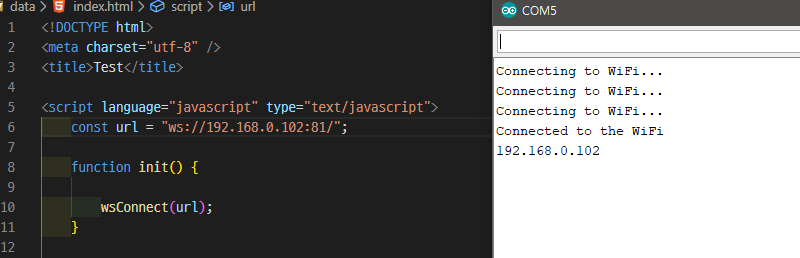 data > index.html > script > url
1 <!DOCTYPE html>
2 <meta charset="utf-8" />
3 <title>Test</title>
4
5 <script language="javascript" type="text/javascript">
6 const url = "ws://192.168.0.102:81/";
7
8 function init() {
9
10 wsConnect(url);
11 }
12
COM5
Connecting to WiFi...
Connecting to WiFi...
Connecting to WiFi...
Connected to the WiFi
192.168.0.102